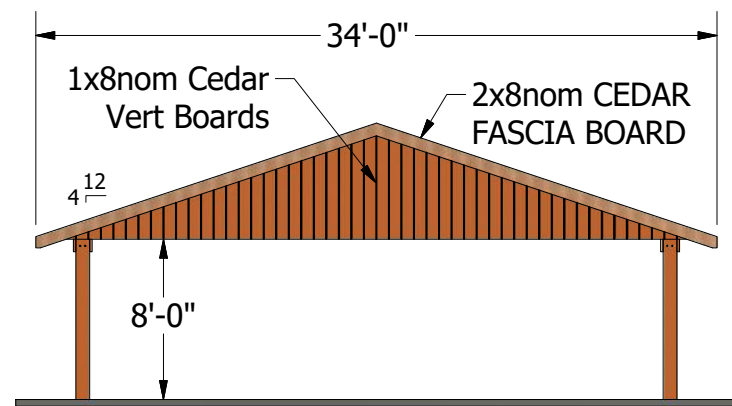 34'-0"
1x8nom Cedar
Vert Boards
2x8nom CEDAR
FASCIA BOARD
12
4
8'-0"